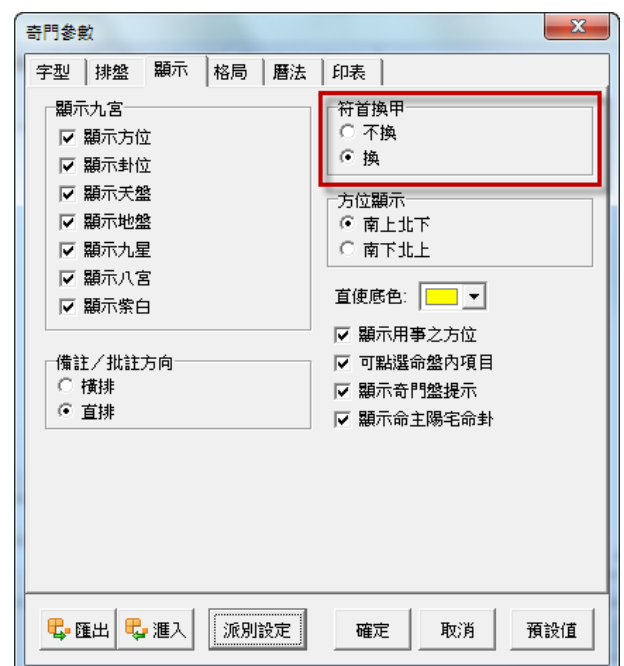 奇門參數
字型 排盤 顯示 格局 曆法 印表
顯示九宮
顯示方位
顯示卦位
顯示天盤
顯示地盤
顯示九星
顯示八宮
顯示紫白
備註／批註方向
橫排
直排
符首換甲
不換
換
方位顯示
南上北下
南下北上
直使底色:
顯示用事之方位
可點選命盤內項目
顯示奇門盤提示
顯示命主陽宅命卦
匯出 滙入 派別設定 確定 取消 預設值